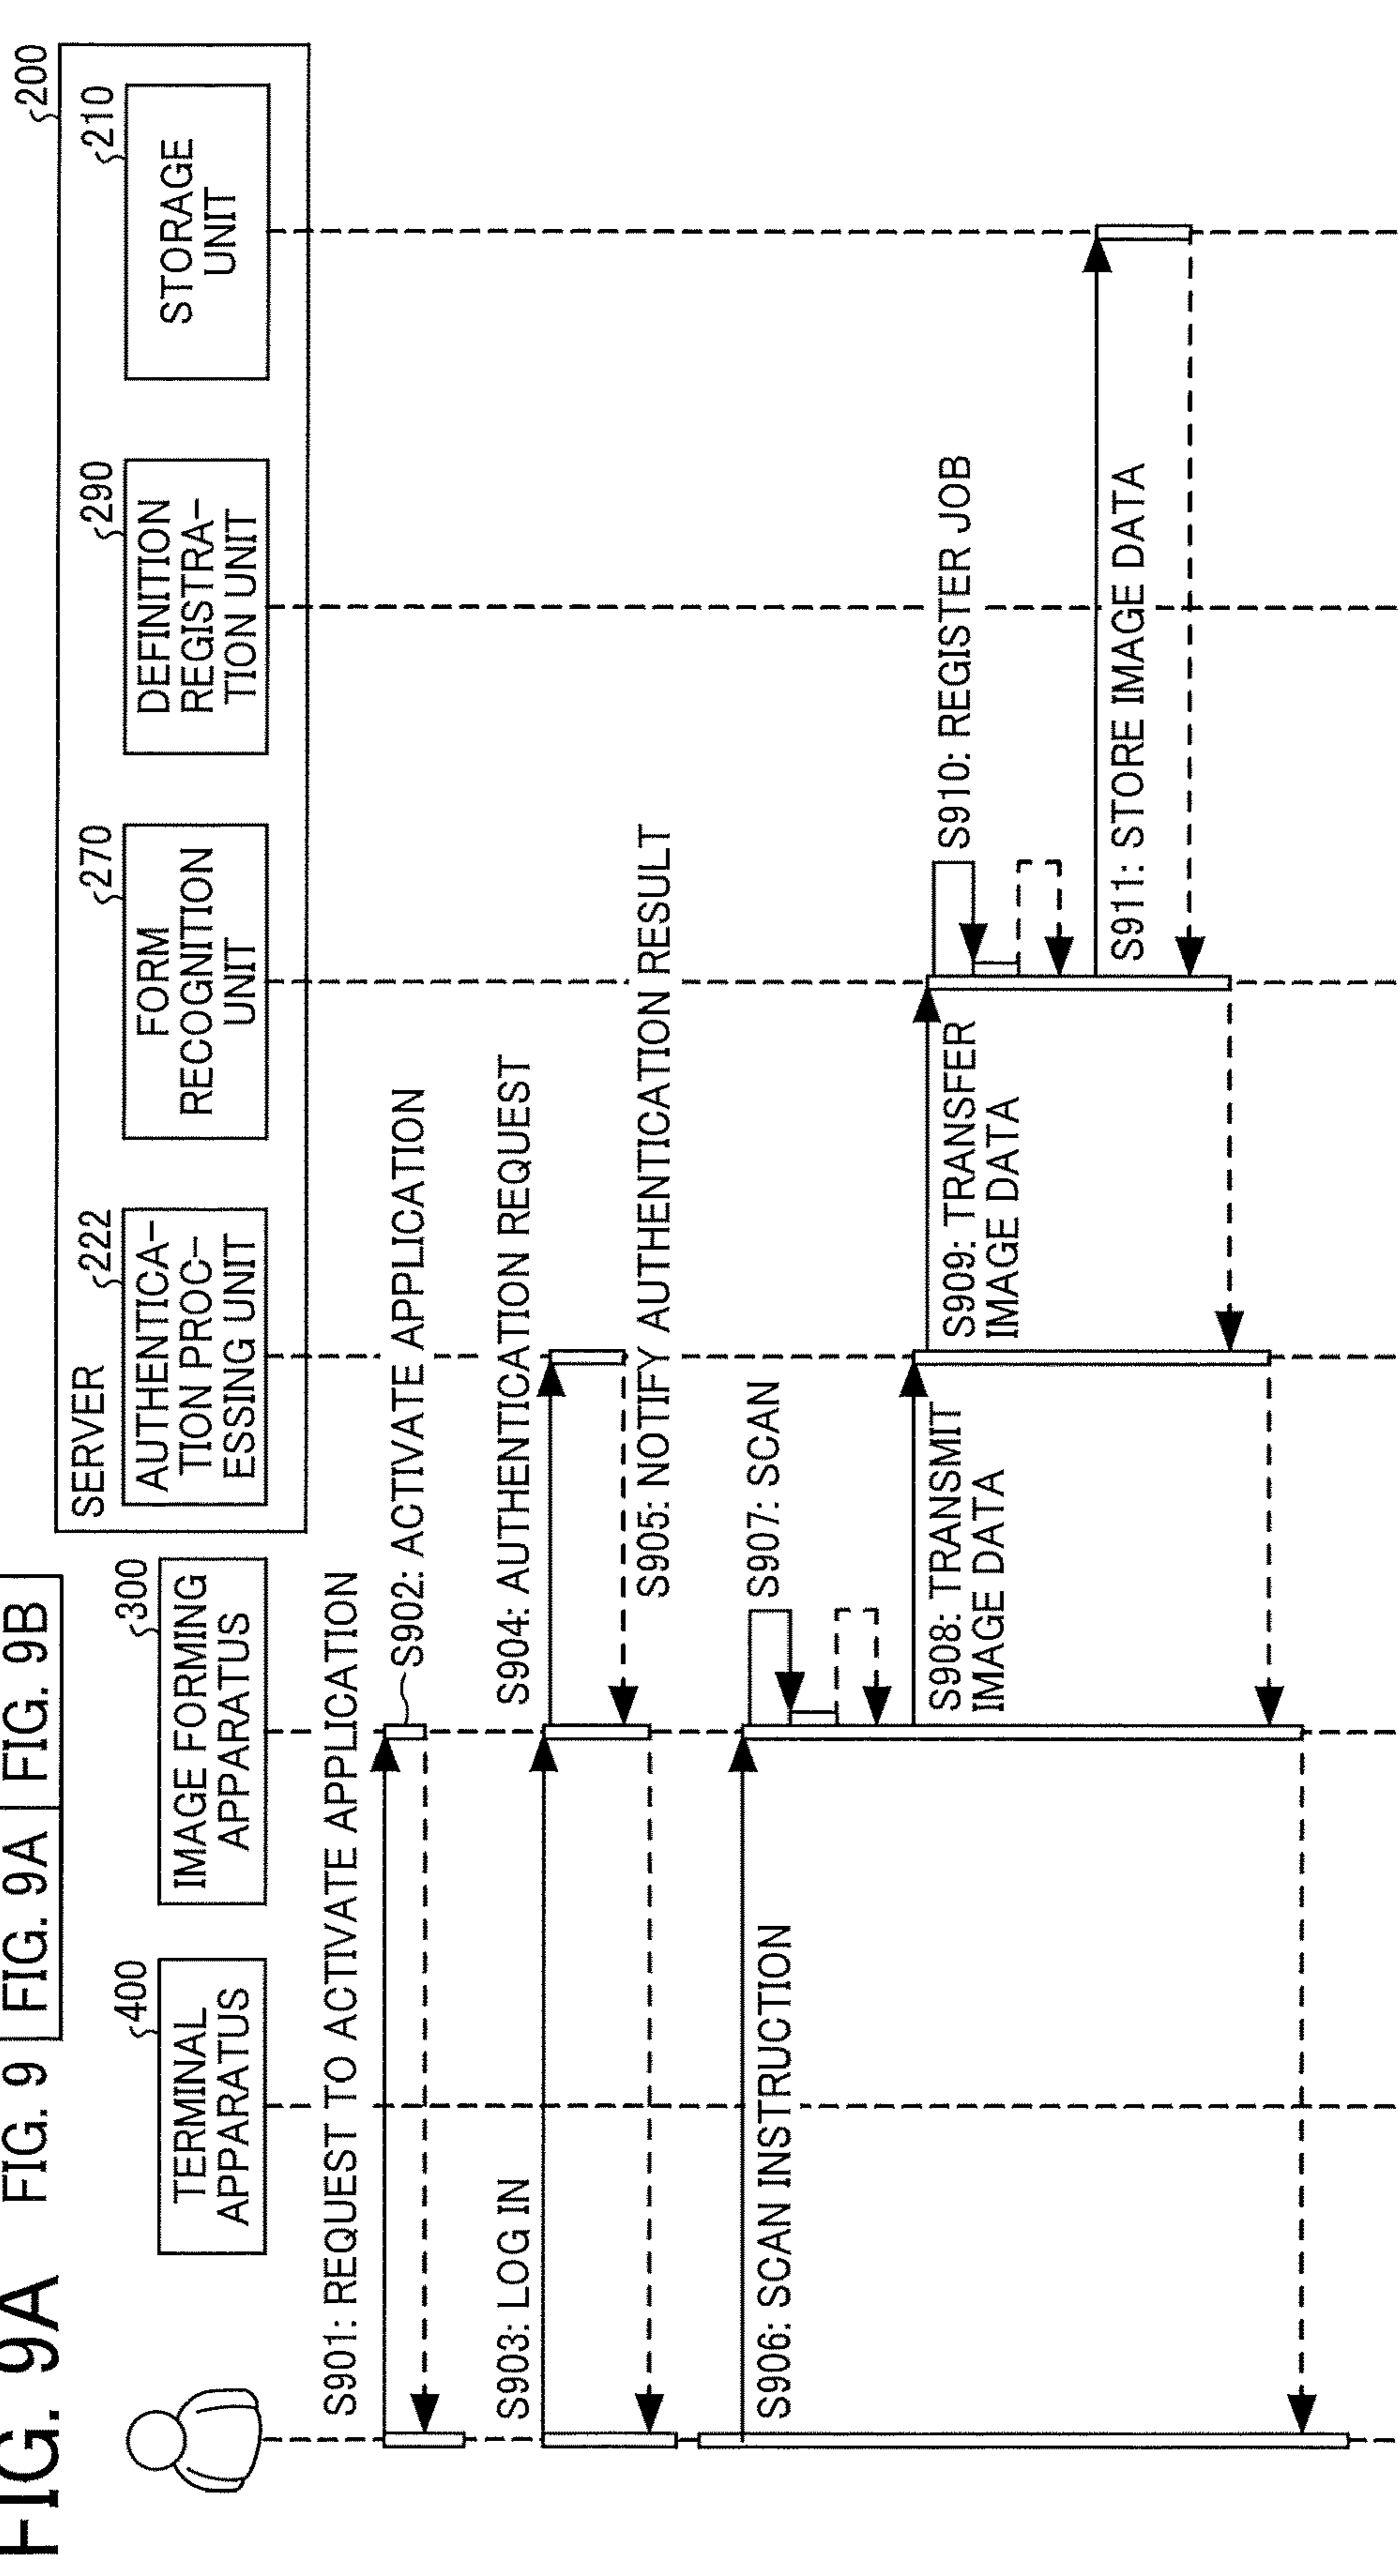 FIG. 9A
FIG. 9
FIG. 9A
FIG. 9B
200
SERVER
400
TERMINAL
APPARATUS
300
IMAGE FORMING
APPARATUS
222
AUTHENTICA-
TION PROC-
ESSING UNIT
270
FORM
RECOGNITION
UNIT
290
DEFINITION
REGISTRA-
TION UNIT
210
STORAGE
UNIT
S901: REQUEST TO ACTIVATE APPLICATION
S902: ACTIVATE APPLICATION
S903: LOG IN
S904: AUTHENTICATION REQUEST
S905: NOTIFY AUTHENTICATION RESULT
S906: SCAN INSTRUCTION
S907: SCAN
S908: TRANSMIT
IMAGE DATA
S909: TRANSFER
IMAGE DATA
S910: REGISTER JOB
S911: STORE IMAGE DATA